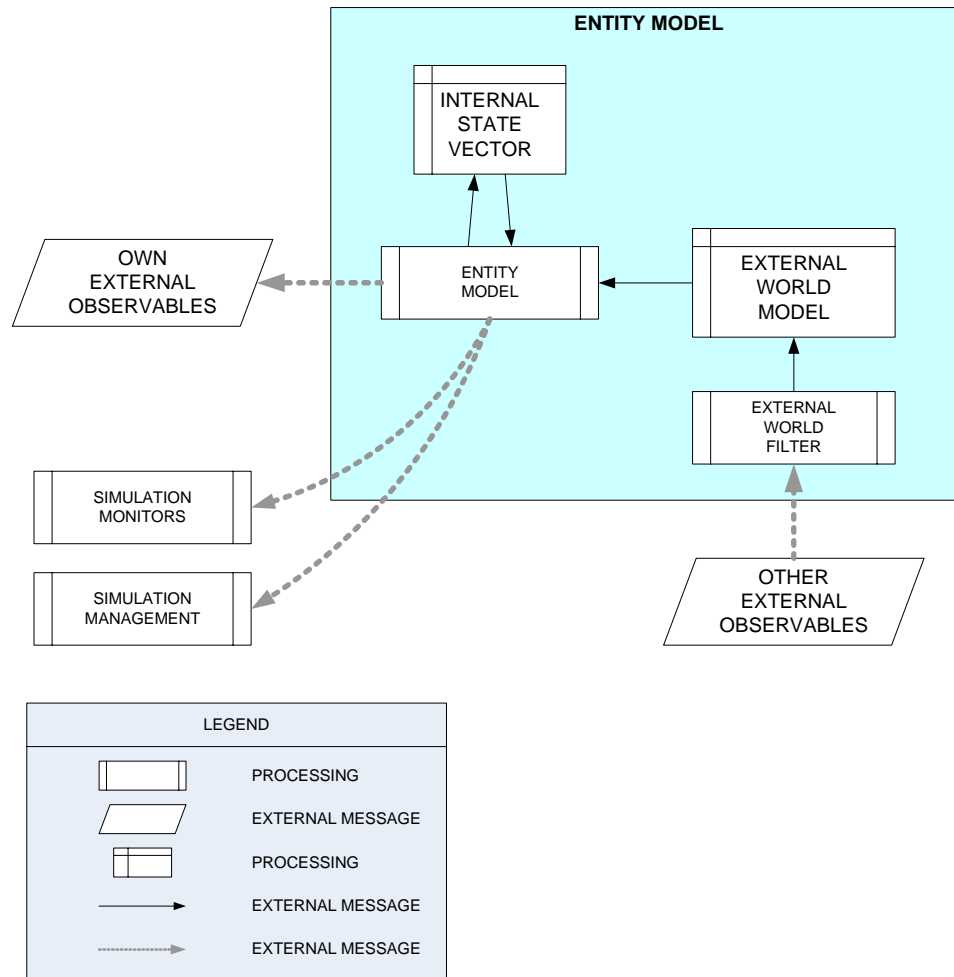 ENTITY MODEL
INTERNAL
STATE
VECTOR
OWN
EXTERNAL
OBSERVABLES
ENTITY
MODEL
EXTERNAL
WORLD
MODEL
EXTERNAL
WORLD
FILTER
SIMULATION
MONITORS
SIMULATION
MANAGEMENT
OTHER
EXTERNAL
OBSERVABLES
LEGEND
PROCESSING
EXTERNAL MESSAGE
PROCESSING
EXTERNAL MESSAGE
EXTERNAL MESSAGE